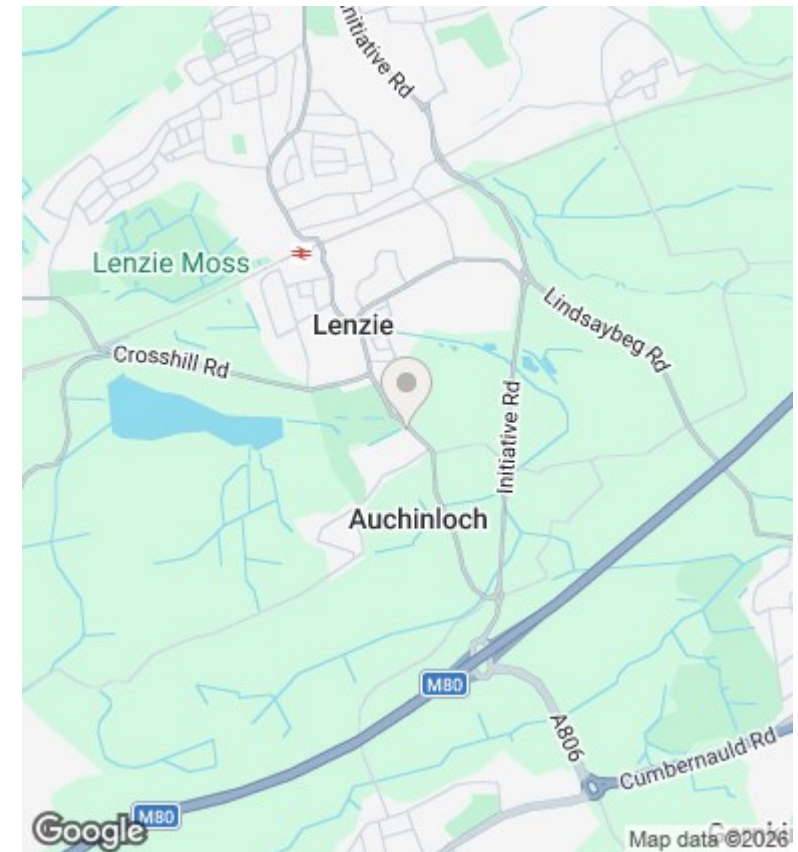 Initiative Rd
Lenzie Moss
Lenzie
Lindsaybeg Rd
Crosshill Rd
Initiative Rd
Auchinloch
M80
A806
Cumbernauld Rd
M80
Google
Map data ©2026